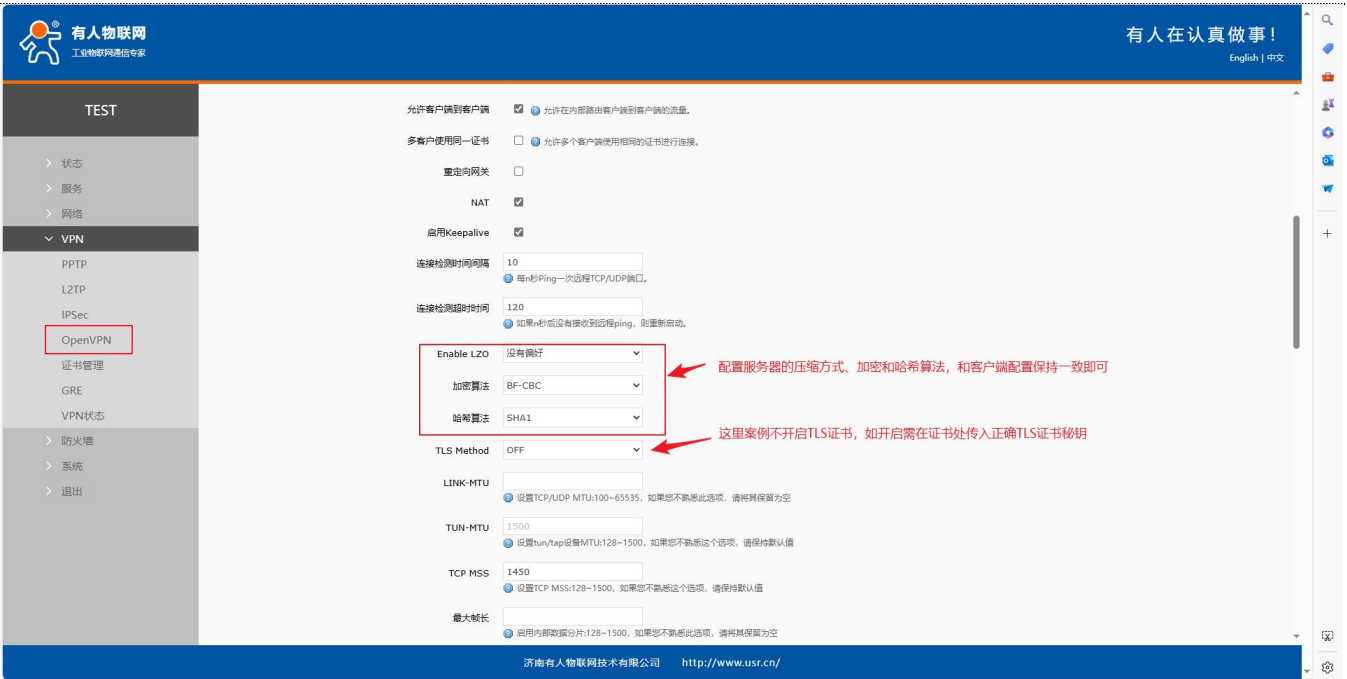 有人物联网
工业物联网通信专家
有人在认真做事！
English | 中文
TEST
状态
服务
网络
VPN
PPTP
L2TP
IPSec
OpenVPN
证书管理
GRE
VPN状态
防火墙
系统
退出
允许客户端到客户端 允许在内部路由客户端到客户端的流量。
多客户使用同一证书 允许多个客户端使用相同的证书进行连接。
重定向网关
NAT
启用Keepalive
连接检测时间间隔 10
每n秒Ping一次远程TCP/UDP端口。
连接检测超时时间 120
如果n秒后没有接收到远程ping，则重新启动。
Enable LZO 没有偏好
配置服务器的压缩方式、加密和哈希算法，和客户端配置保持一致即可
加密算法 BF-CBC
哈希算法 SHA1
这里案例不开启TLS证书，如开启需在证书处传入正确TLS证书秘钥
TLS Method OFF
LINK-MTU
设置TCP/UDP MTU:100~65535，如果您不熟悉此选项，请将其保留为空
TUN-MTU 1500
设置tun/tap设备MTU:128~1500，如果您不熟悉这个选项，请保持默认值
TCP MSS 1450
设置TCP MSS:128~1500，如果您不熟悉这个选项，请保持默认值
最大帧长
启用内部数据分片:128~1500，如果您不熟悉此选项，请将其保留为空
济南有人物联网技术有限公司 http://www.usr.cn/